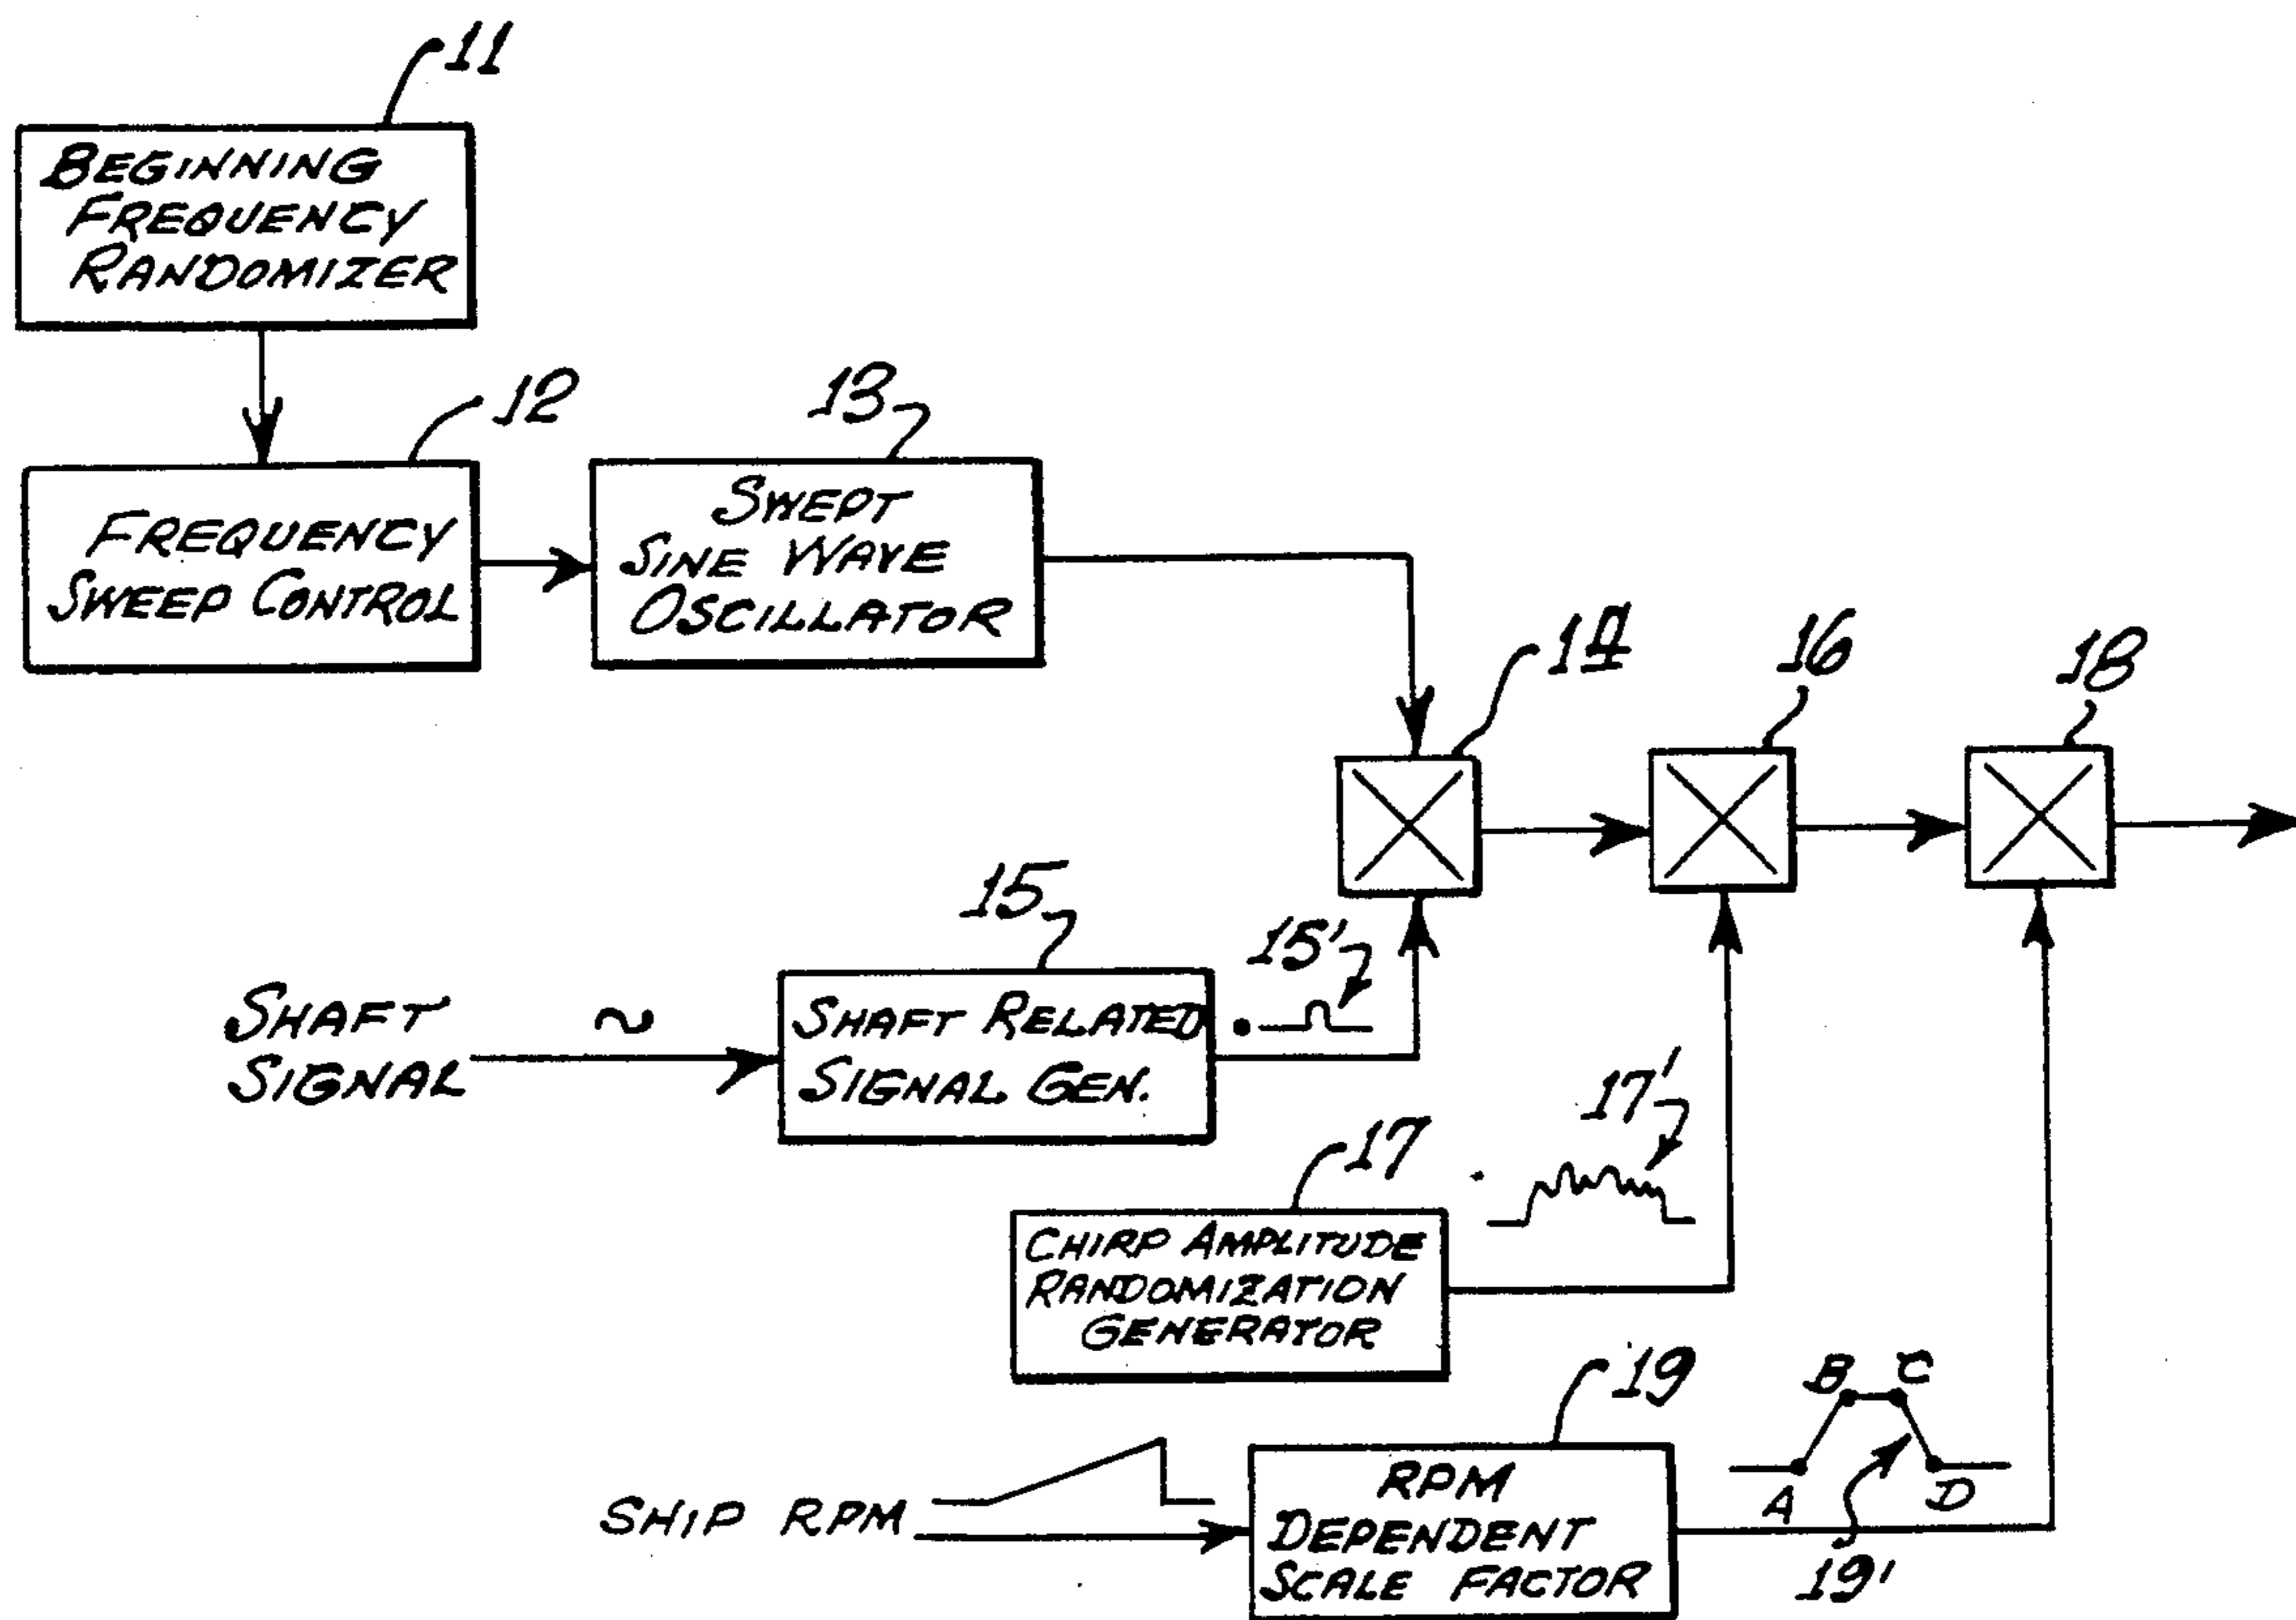 11
BEGINNING
FREQUENCY
RANDOMIZER
12
FREQUENCY
SWEEP CONTROL
13
SWEPT
SINE WAVE
OSCILLATOR
14
16
18
SHAFT
SIGNAL
15
SHAFT RELATED
SIGNAL GEN.
15'
17
CHIRP AMPLITUDE
RANDOMIZATION
GENERATOR
17'
SHIP RPM
19
RPM
DEPENDENT
SCALE FACTOR
B C
A D
19'